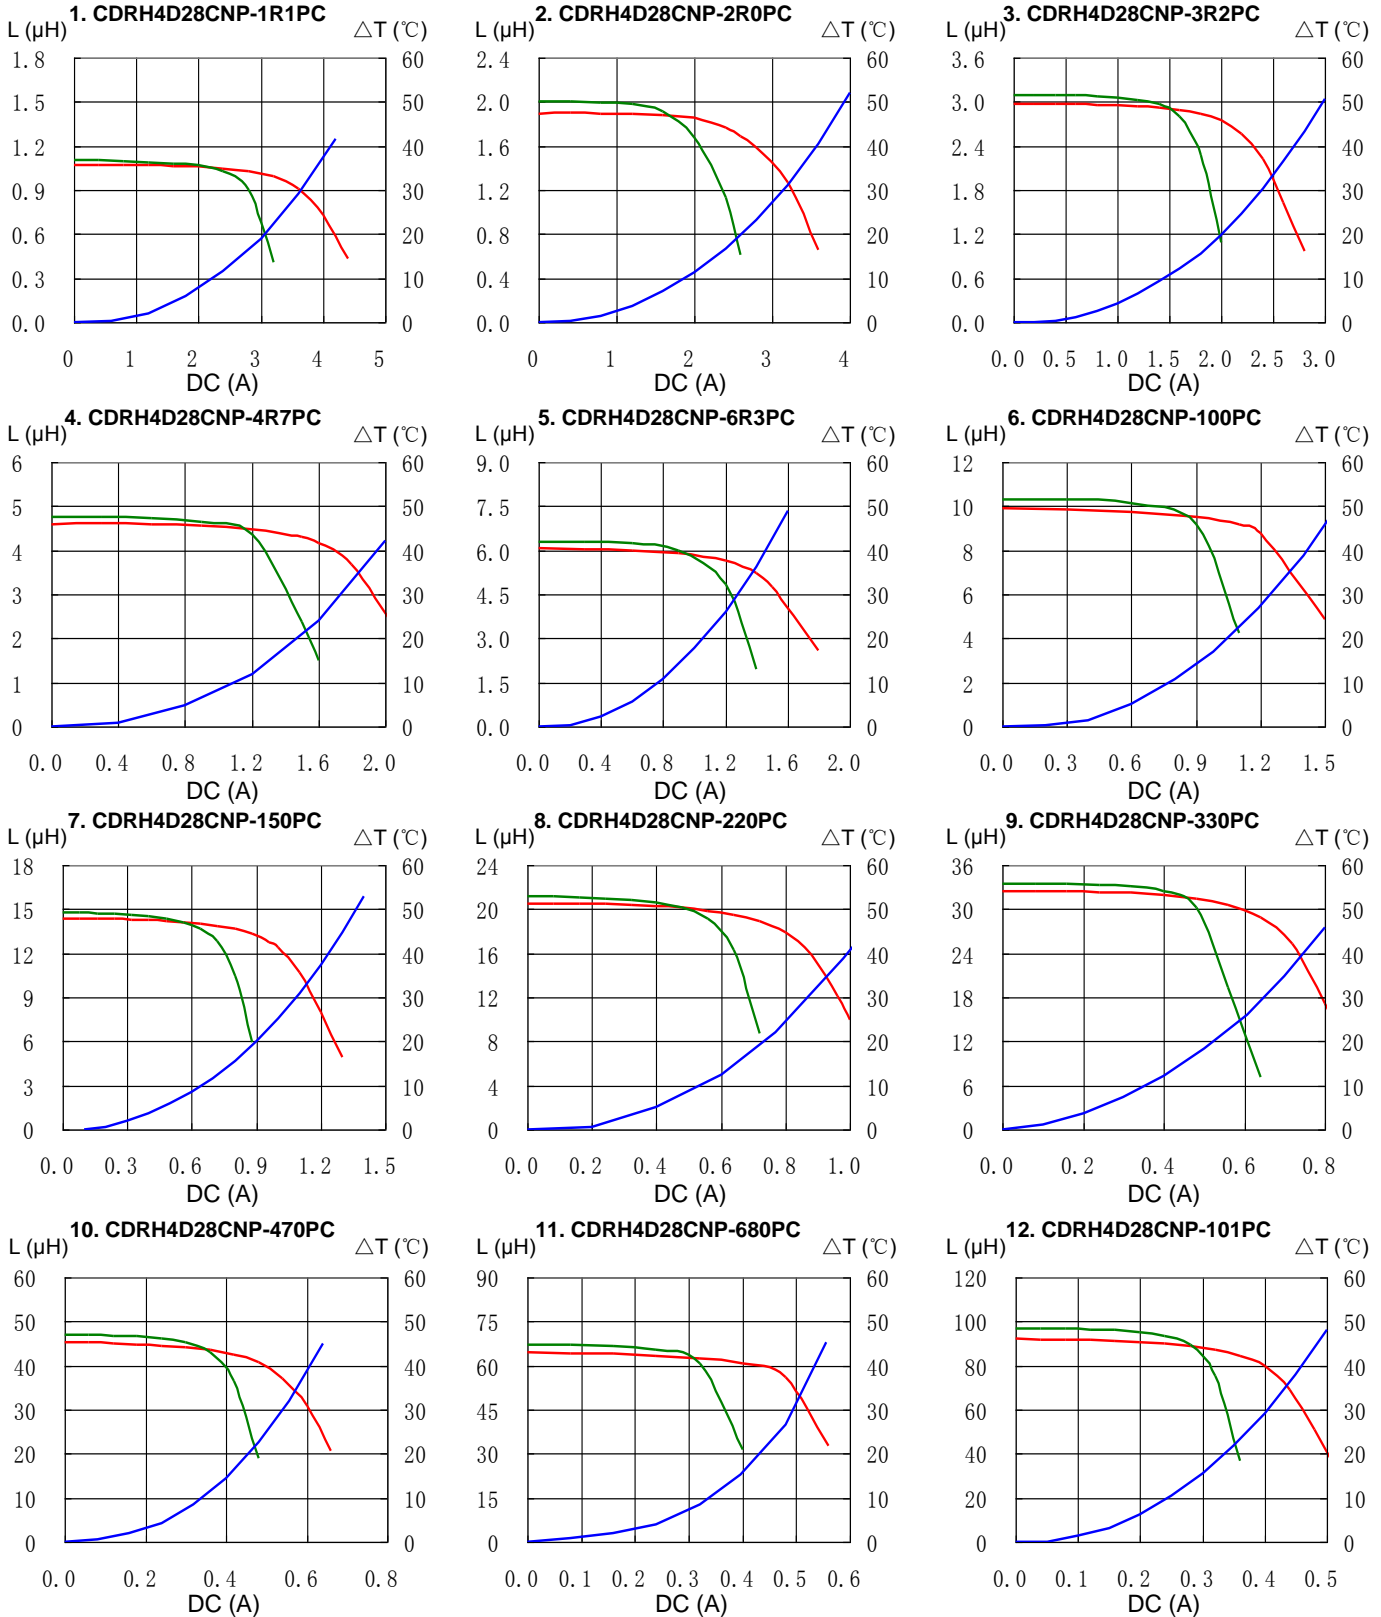 1. CDRH4D28CNP-1R1PC
L (μH) △T (℃)
1.8 60
1.5 50
1.2 40
0.9 30
0.6 20
0.3 10
0.0 0
0 1 2 3 4 5
DC (A)
2. CDRH4D28CNP-2R0PC
L (μH) △T (℃)
2.4 60
2.0 50
1.6 40
1.2 30
0.8 20
0.4 10
0.0 0
0 1 2 3 4
DC (A)
3. CDRH4D28CNP-3R2PC
L (μH) △T (℃)
3.6 60
3.0 50
2.4 40
1.8 30
1.2 20
0.6 10
0.0 0
0.0 0.5 1.0 1.5 2.0 2.5 3.0
DC (A)
4. CDRH4D28CNP-4R7PC
L (μH) △T (℃)
6 60
5 50
4 40
3 30
2 20
1 10
0 0
0.0 0.4 0.8 1.2 1.6 2.0
DC (A)
5. CDRH4D28CNP-6R3PC
L (μH) △T (℃)
9.0 60
7.5 50
6.0 40
4.5 30
3.0 20
1.5 10
0.0 0
0.0 0.4 0.8 1.2 1.6 2.0
DC (A)
6. CDRH4D28CNP-100PC
L (μH) △T (℃)
12 60
10 50
8 40
6 30
4 20
2 10
0 0
0.0 0.3 0.6 0.9 1.2 1.5
DC (A)
7. CDRH4D28CNP-150PC
L (μH) △T (℃)
18 60
15 50
12 40
9 30
6 20
3 10
0 0
0.0 0.3 0.6 0.9 1.2 1.5
DC (A)
8. CDRH4D28CNP-220PC
L (μH) △T (℃)
24 60
20 50
16 40
12 30
8 20
4 10
0 0
0.0 0.2 0.4 0.6 0.8 1.0
DC (A)
9. CDRH4D28CNP-330PC
L (μH) △T (℃)
36 60
30 50
24 40
18 30
12 20
6 10
0 0
0.0 0.2 0.4 0.6 0.8
DC (A)
10. CDRH4D28CNP-470PC
L (μH) △T (℃)
60 60
50 50
40 40
30 30
20 20
10 10
0 0
0.0 0.4 0.8
DC (A)
11. CDRH4D28CNP-680PC
L (μH) △T (℃)
90 60
75 50
60 40
45 30
30 20
15 10
0 0
0.0 0.1 0.2 0.3 0.4 0.5 0.6
DC (A)
12. CDRH4D28CNP-101PC
L (μH) △T (℃)
120 60
100 50
80 40
60 30
40 20
20 10
0 0
0.0 0.1 0.2 0.3 0.4 0.5
DC (A)